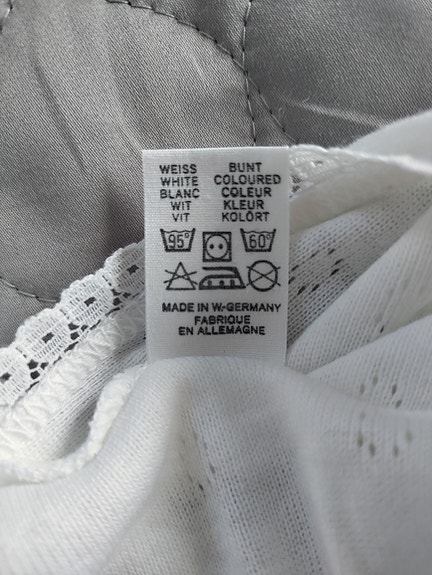 WEISS BUNT
WHITE COLOURED
BLANC COLEUR
WIT KLEUR
VIT KOLÖRT
95° 60°
MADE IN W.-GERMANY
FABRIQUE
EN ALLEMAGNE